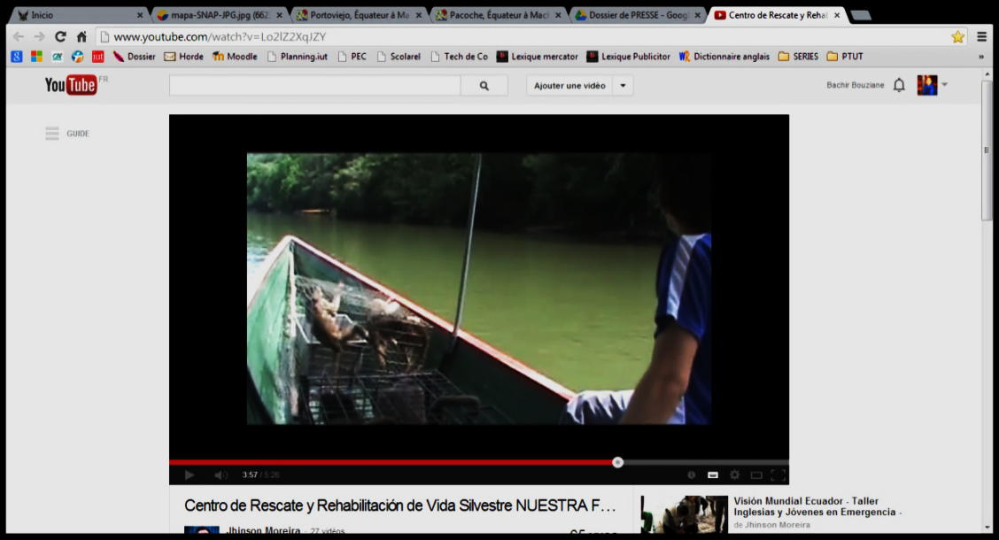 Inicio
mapa-SNAP-JPG.jpg (662
Portoviejo, Équateur à Ma
Pacoche, Équateur à Mach
Dossier de PRESSE - Googl
Centro de Rescate y Rehab
www.youtube.com/watch?v=Lo2lZ2XqJZY
Dossier
Horde
Moodle
Planning.iut
PEC
Scolarel
Tech de Co
Lexique mercator
Lexique Publicitor
Dictionnaire anglais
SERIES
PTUT
»
YouTube FR
Ajouter une vidéo
Bachir Bouziane
GUIDE
3:57 / 5:26
Centro de Rescate y Rehabilitación de Vida Silvestre NUESTRA F...
Jhinson Moreira - 27 vidéos
Visión Mundial Ecuador - Taller
Inglesias y Jóvenes en Emergencia -
de Jhinson Moreira